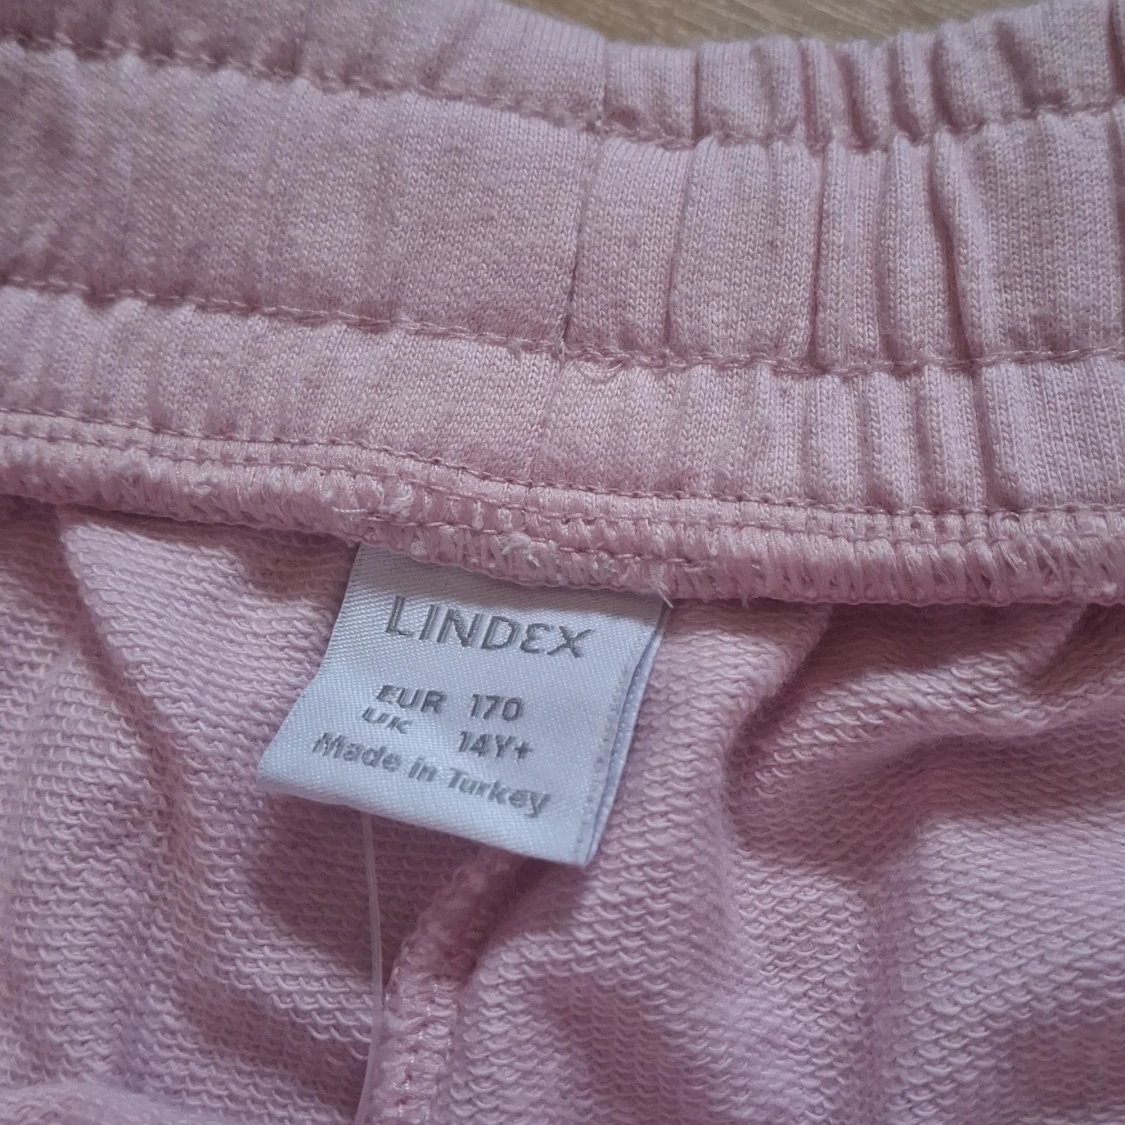 LINDEX
EUR 170
UK 14Y+
Made in Turkey